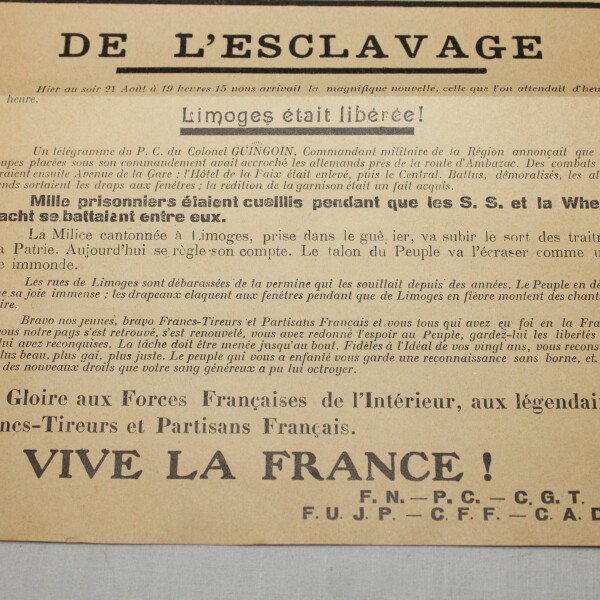 DE L'ESCLAVAGE
Hier au soir 21 Août à 19 heures 15 nous arrivait la magnifique nouvelle, celle que l'on attendait d'heu
heure.
Limoges était libérée!
Un télégramme du P. C. du Colonel GUINGOIN, Commandant militaire de la Région annonçait que
upes placées sous son commandement avait accroché les allemands près de la route d'Ambazac. Des combats
raient ensuite Avenue de la Gare ; l'Hôtel de la Paix était enlevé, puis le Central. Battus, démoralisés, les al
nds sortaient les draps aux fenêtres ; la rédition de la garnison était un fait acquis.
Mille prisonniers étaient cueillis pendant que les S. S. et la Whe
acht se battaient entre eux.
La Milice cantonnée à Limoges, prise dans le guê ier, va subir le sort des traitr
a Patrie. Aujourd'hui se règle son compte. Le talon du Peuple va l'écraser comme u
e immonde.
Les rues de Limoges sont débarassées de la vermine qui les souillait depuis des années. Le Peuple en dé
e sa joie immense ; les drapeaux claquent aux fenêtres pendant que de Limoges en fièvre montent des chant
ire.
Bravo nos jeunes, bravo Francs-Tireurs et Partisans Français et vous tous qui avez eu foi en la Fra
ous notre pays s'est retrouvé, s'est renouvelé, vous avez redonné l'espoir au Peuple, gardez-lui les libertés
lui avez reconquises. La tâche doit être menée jusqu'au bout. Fidèles à l'Idéal de vos vingt ans, vous recons
lus beau, plus gai, plus juste. Le peuple qui vous a enfanté vous garde une reconnaissance sans borne, et.
des nouveaux droits que votre sang généreux a pu lui octroyer.
Gloire aux Forces Françaises de l'Intérieur, aux légendai
ncs-Tireurs et Partisans Français.
VIVE LA FRANCE !
F. N. — P. C. — C. G. T.
F. U. J. P. — C. F. F. — C. A. D